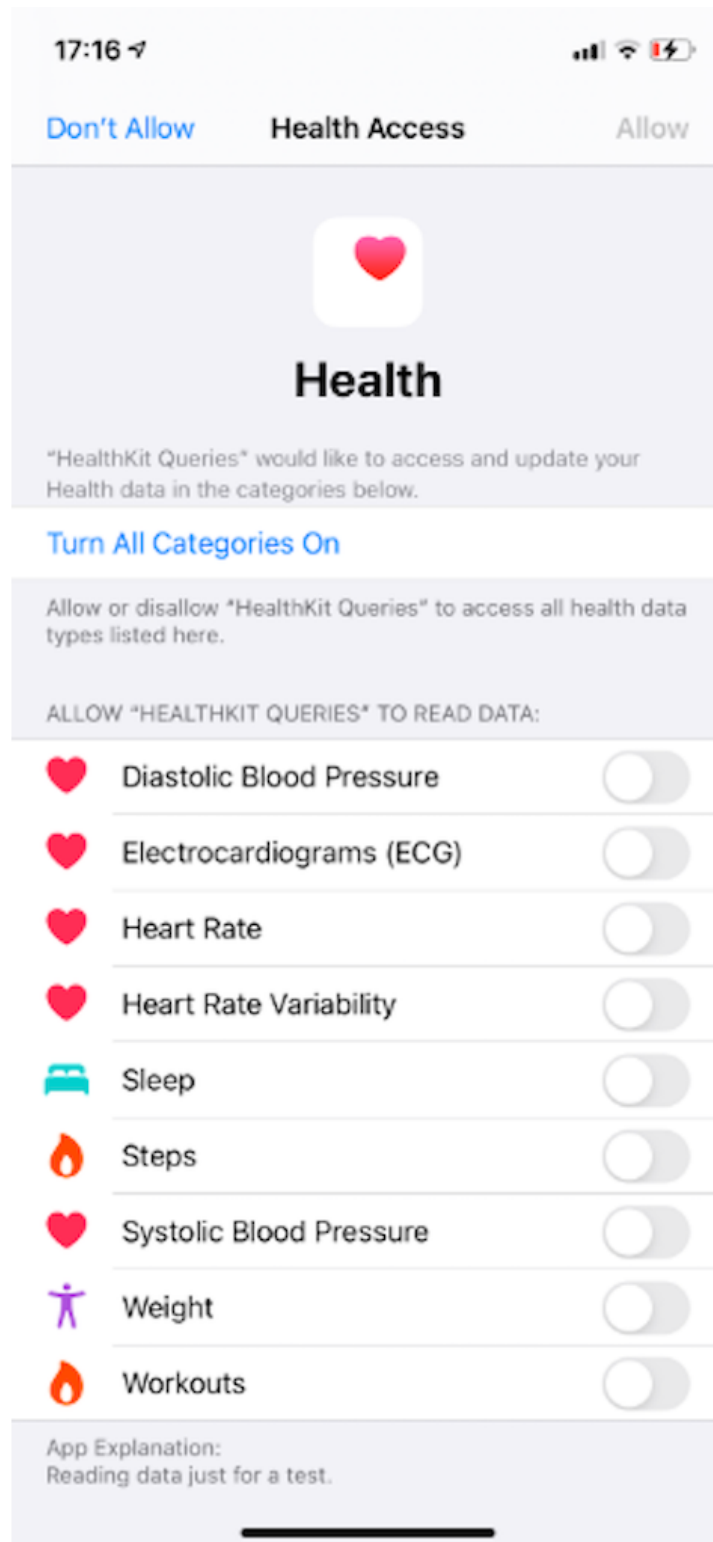 17:16
Don't Allow Health Access Allow
Health
“HealthKit Queries" would like to access and update your
Health data in the categories below.
Turn All Categories On
Allow or disallow "HealthKit Queries" to access all health data
types listed here.
ALLOW “HEALTHKIT QUERIES" TO READ DATA:
Diastolic Blood Pressure
Electrocardiograms (ECG)
Heart Rate
Heart Rate Variability
Sleep
Steps
Systolic Blood Pressure
Weight
Workouts
App Explanation:
Reading data just for a test.